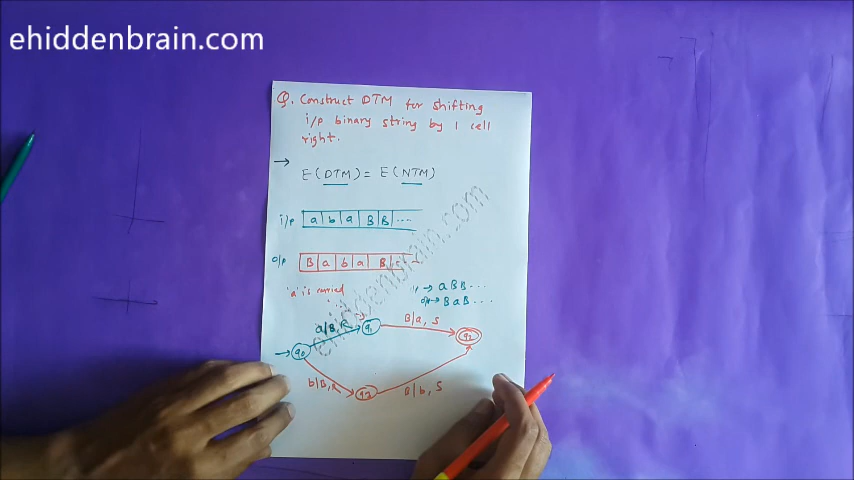 ehiddenbrain.com
Q. Construct DTM for shifting
i/p binary string by 1 cell
right.
→ E(DTM) = E(NTM)
i/p a b a B B ....
o/p B a b a B
'a' is carried
i/p → a B B ...
o/p → B a B ...
ehiddenbrain.com
a/B, R q1 B/a, S
q0 q2
b/B, R q3 B/b, S